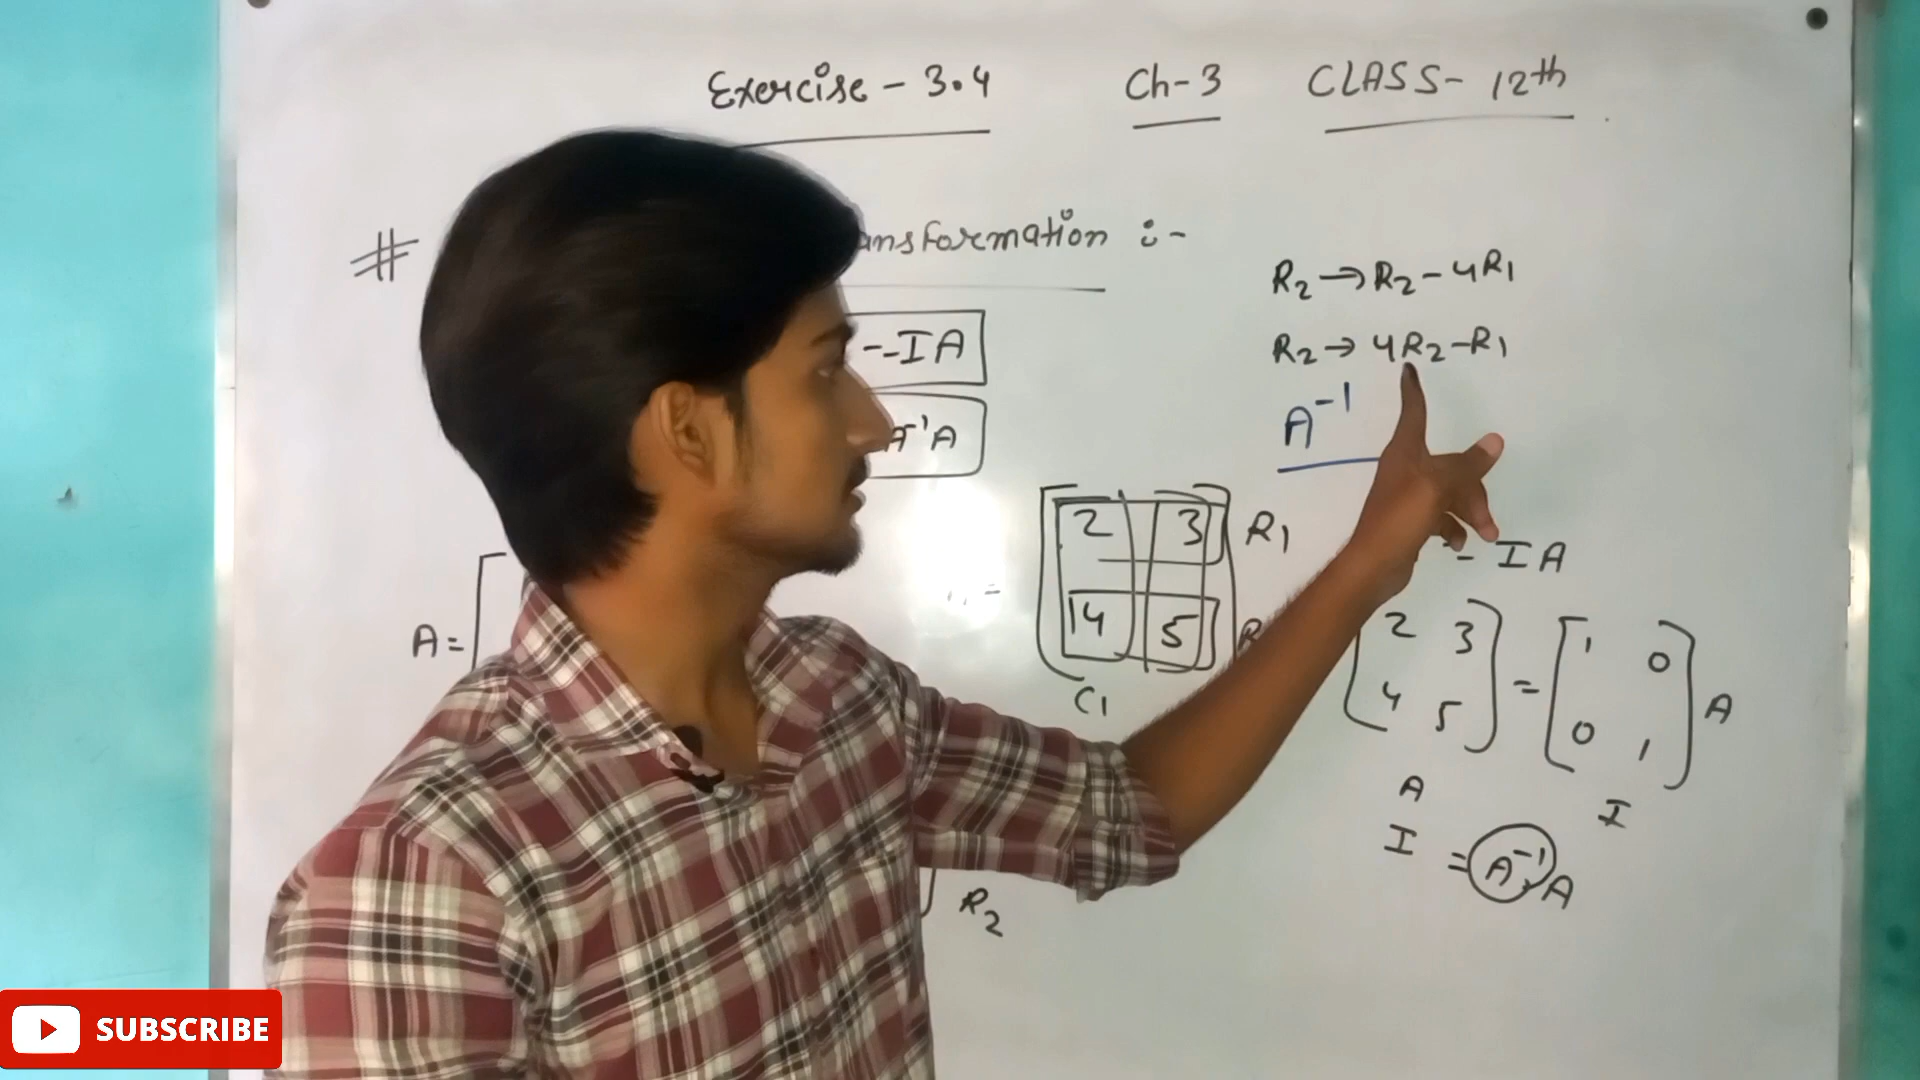 Exercise - 3.4 Ch-3 CLASS- 12th
# ansformation :-
R2 → R2 - 4R1
-IA
R2 → 4R2-R1
A⁻¹
A⁻¹A
2 3 R1
14 5
C1
A = [
= IA
[2 3 4 5] = [1 0 0 1] A
A I
I = A⁻¹A
R2
SUBSCRIBE